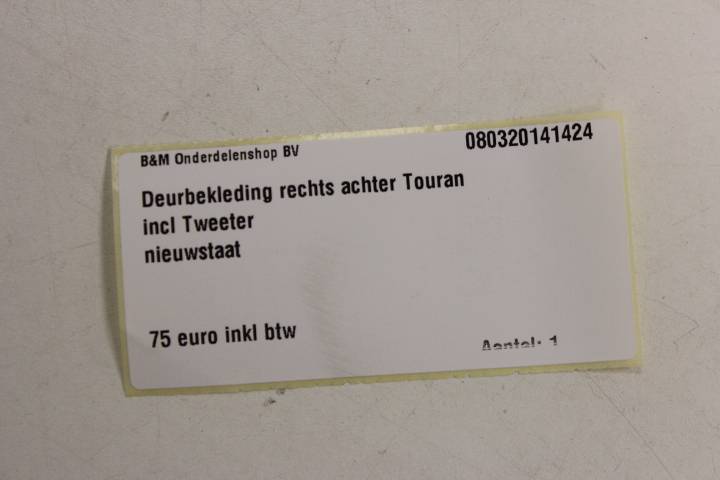 B&M Onderdelenshop BV
080320141424
Deurbekleding rechts achter Touran
incl Tweeter
nieuwstaat
75 euro inkl btw
Aantal: 1